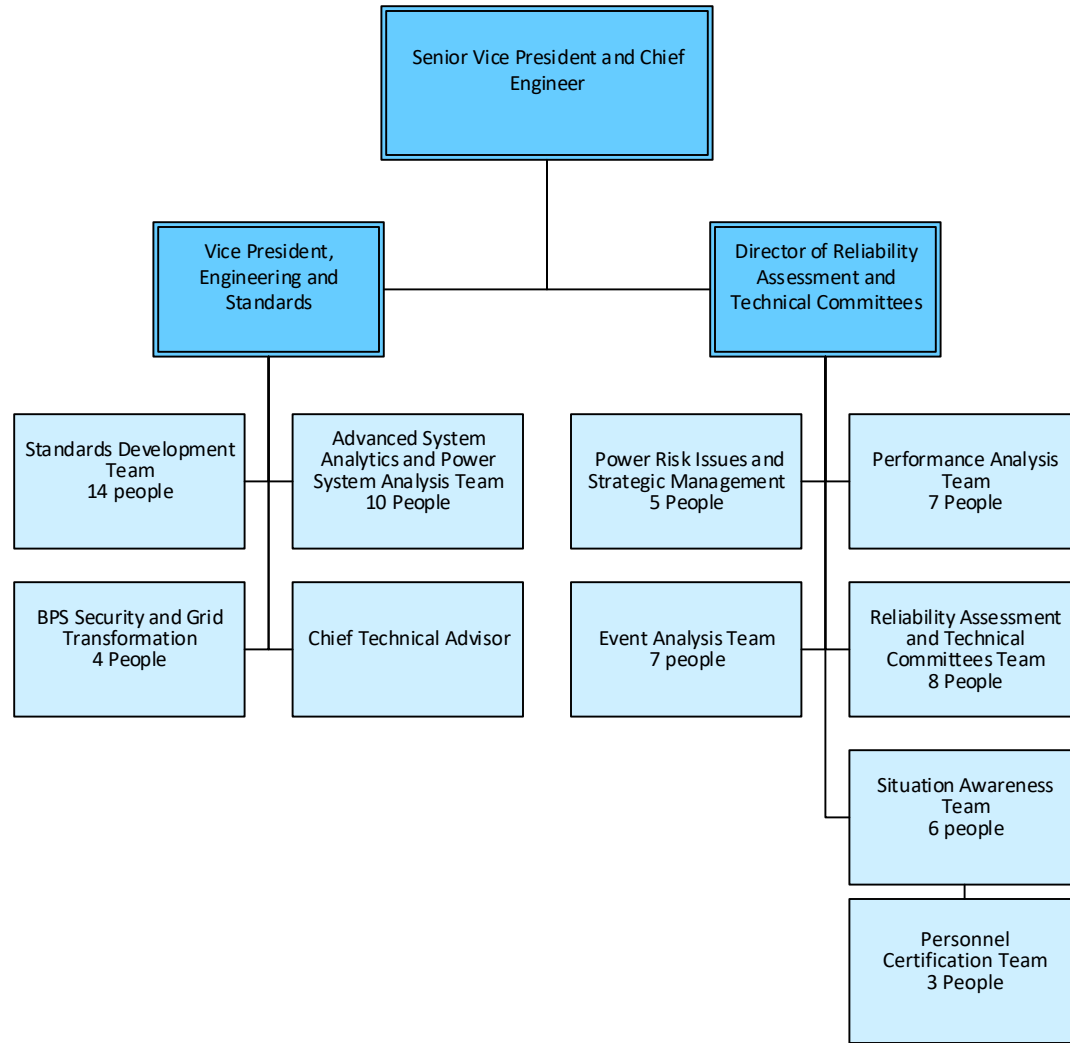 Senior Vice President and Chief
Engineer
Vice President,
Engineering and
Standards
Director of Reliability
Assessment and
Technical Committees
Standards Development
Team
14 people
Advanced System
Analytics and Power
System Analysis Team
10 People
Power Risk Issues and
Strategic Management
5 People
Performance Analysis
Team
7 People
BPS Security and Grid
Transformation
4 People
Chief Technical Advisor
Event Analysis Team
7 people
Reliability Assessment
and Technical
Committees Team
8 People
Situation Awareness
Team
6 people
Personnel
Certification Team
3 People